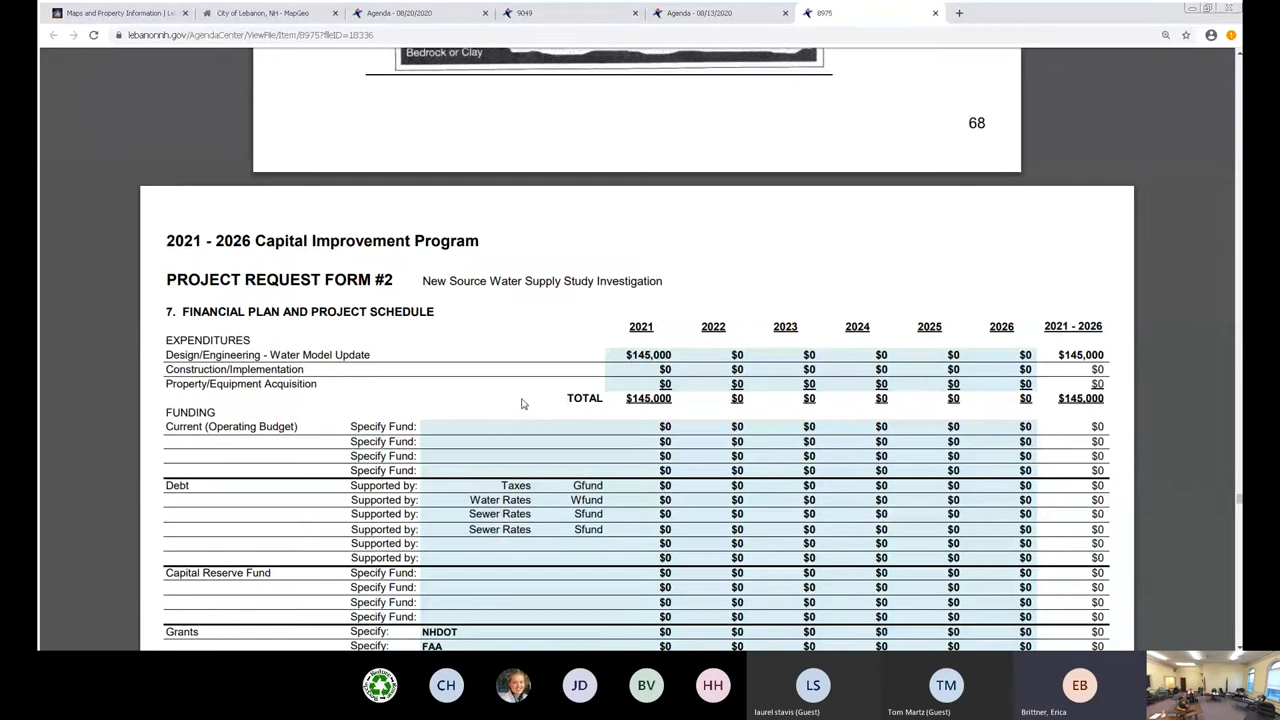 Maps and Property Information | Le
City of Lebanon, NH - MapGeo
Agenda - 08/20/2020
9049
Agenda - 08/13/2020
8975
lebanonnh.gov/AgendaCenter/ViewFile/Item/8975?fileID=18336
Bedrock or Clay
68
2021 - 2026 Capital Improvement Program
PROJECT REQUEST FORM #2 New Source Water Supply Study Investigation
7. FINANCIAL PLAN AND PROJECT SCHEDULE
2021 2022 2023 2024 2025 2026 2021 - 2026
EXPENDITURES
Design/Engineering - Water Model Update $145,000 $0 $0 $0 $0 $0 $145,000
Construction/Implementation $0 $0 $0 $0 $0 $0 $0
Property/Equipment Acquisition $0 $0 $0 $0 $0 $0 $0
TOTAL $145,000 $0 $0 $0 $0 $0 $145,000
FUNDING
Current (Operating Budget) Specify Fund: $0 $0 $0 $0 $0 $0 $0
Specify Fund: $0 $0 $0 $0 $0 $0 $0
Specify Fund: $0 $0 $0 $0 $0 $0 $0
Specify Fund: $0 $0 $0 $0 $0 $0 $0
Debt Supported by: Taxes Gfund $0 $0 $0 $0 $0 $0 $0
Supported by: Water Rates Wfund $0 $0 $0 $0 $0 $0 $0
Supported by: Sewer Rates Sfund $0 $0 $0 $0 $0 $0 $0
Supported by: Sewer Rates Sfund $0 $0 $0 $0 $0 $0 $0
Supported by: $0 $0 $0 $0 $0 $0 $0
Supported by: $0 $0 $0 $0 $0 $0 $0
Capital Reserve Fund Specify Fund: $0 $0 $0 $0 $0 $0 $0
Specify Fund: $0 $0 $0 $0 $0 $0 $0
Specify Fund: $0 $0 $0 $0 $0 $0 $0
Specify Fund: $0 $0 $0 $0 $0 $0 $0
Grants Specify: NHDOT $0 $0 $0 $0 $0 $0 $0
Specify: FAA $0 $0 $0 $0 $0 $0 $0
CH
JD
BV
HH
LS
TM
EB
laurel stavis (Guest)
Tom Martz (Guest)
Brittner, Erica